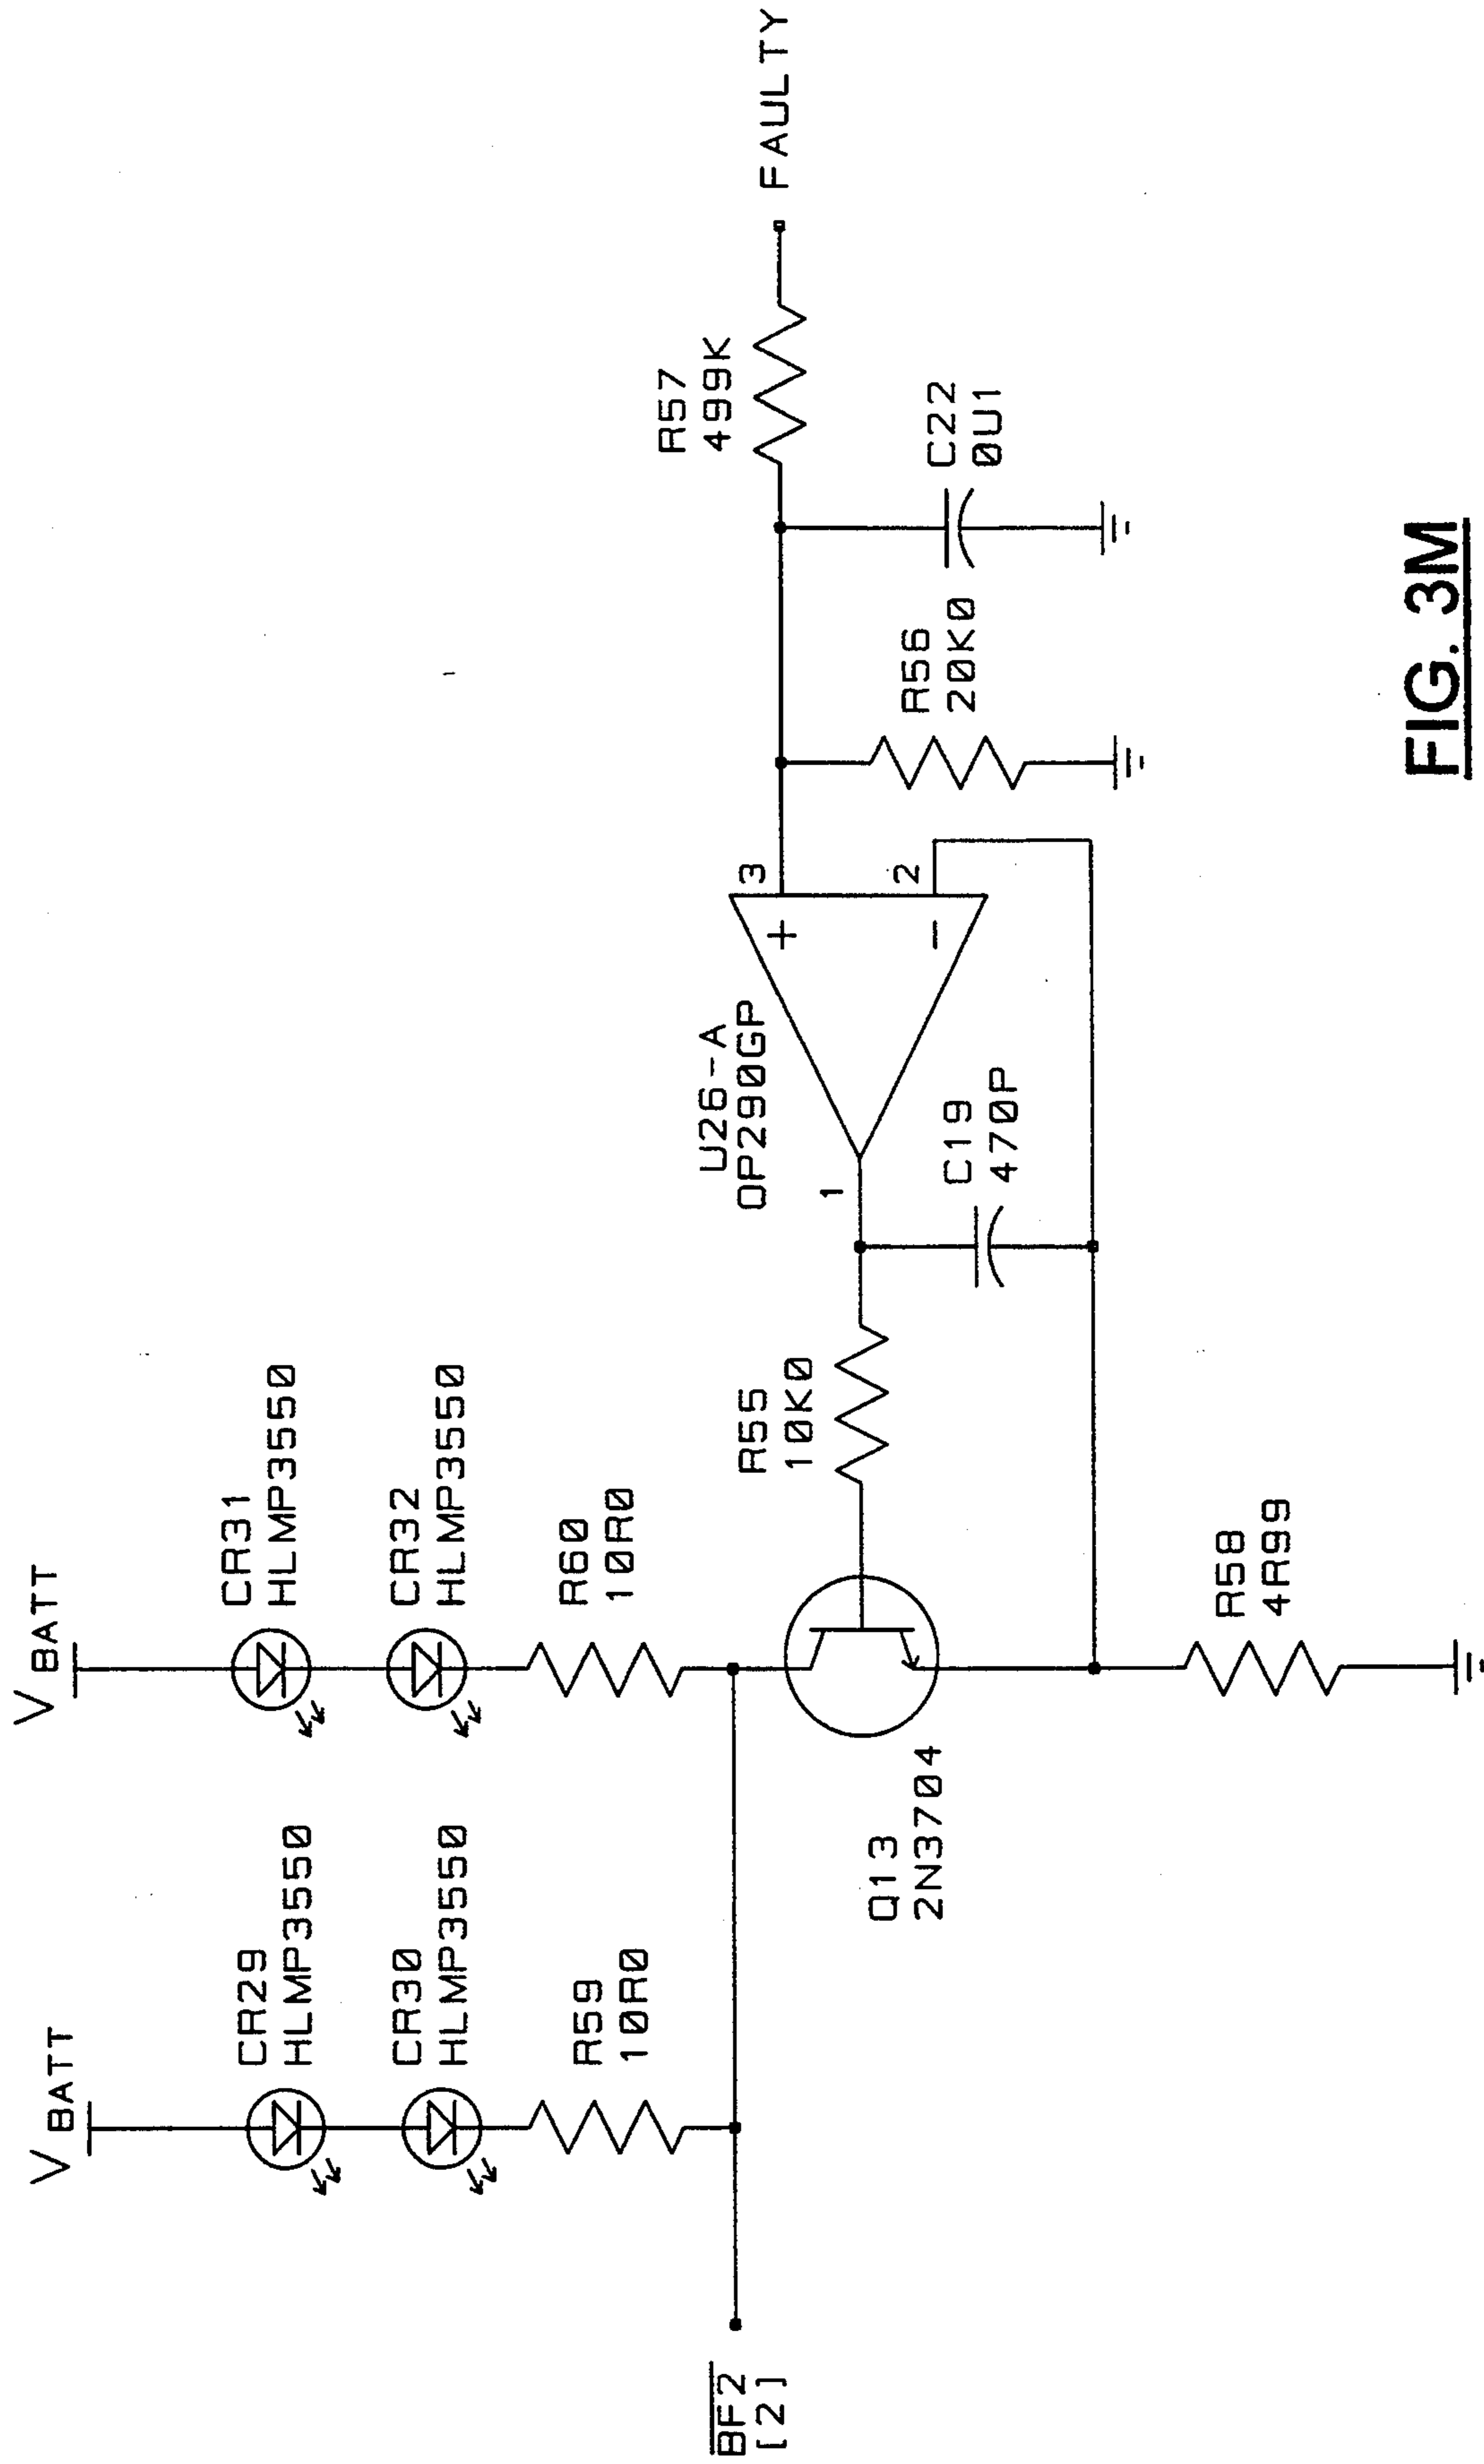 V BATT
CR29
HLMP3550
CR30
HLMP3550
R59
10R0
V BATT
CR31
HLMP3550
CR32
HLMP3550
R60
10R0
BF2
[2]
Q13
2N3704
R55
10K0
R58
4R99
U26-A
OP290GP
1
+
3
-
2
C19
470P
R56
20K0
R57
499K
C22
0U1
FAULTY
FIG. 3M